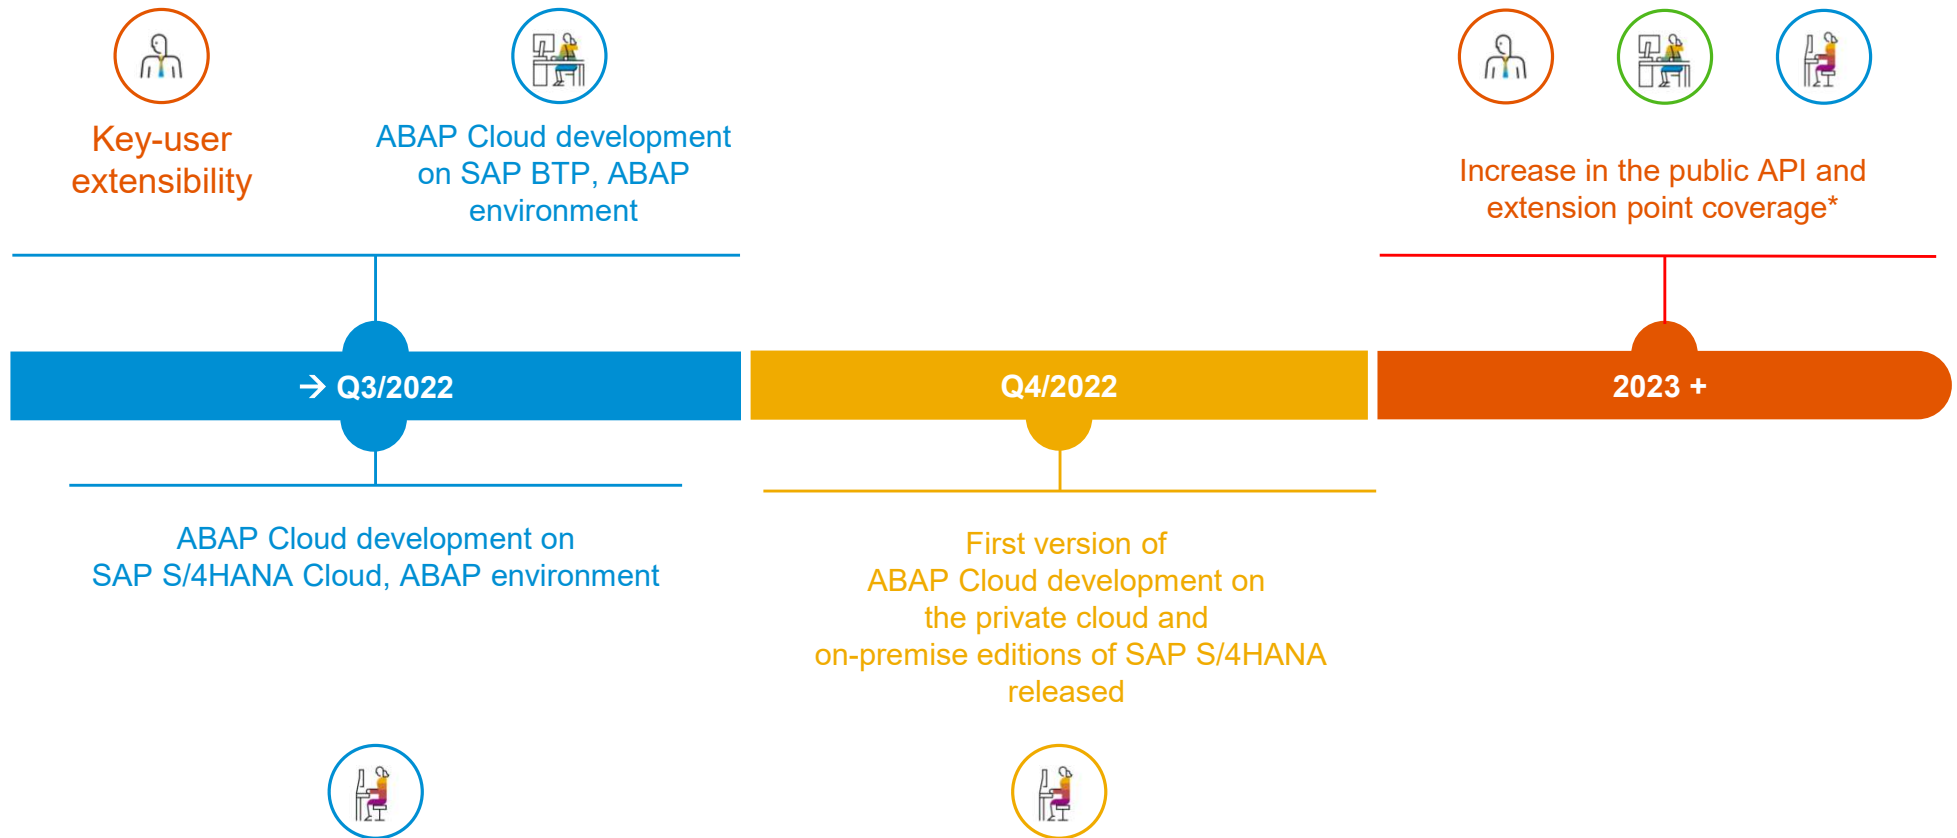 Key-user
extensibility
ABAP Cloud development
on SAP BTP, ABAP
environment
Increase in the public API and
extension point coverage*
→ Q3/2022
Q4/2022
2023 +
ABAP Cloud development on
SAP S/4HANA Cloud, ABAP environment
First version of
ABAP Cloud development on
the private cloud and
on-premise editions of SAP S/4HANA
released